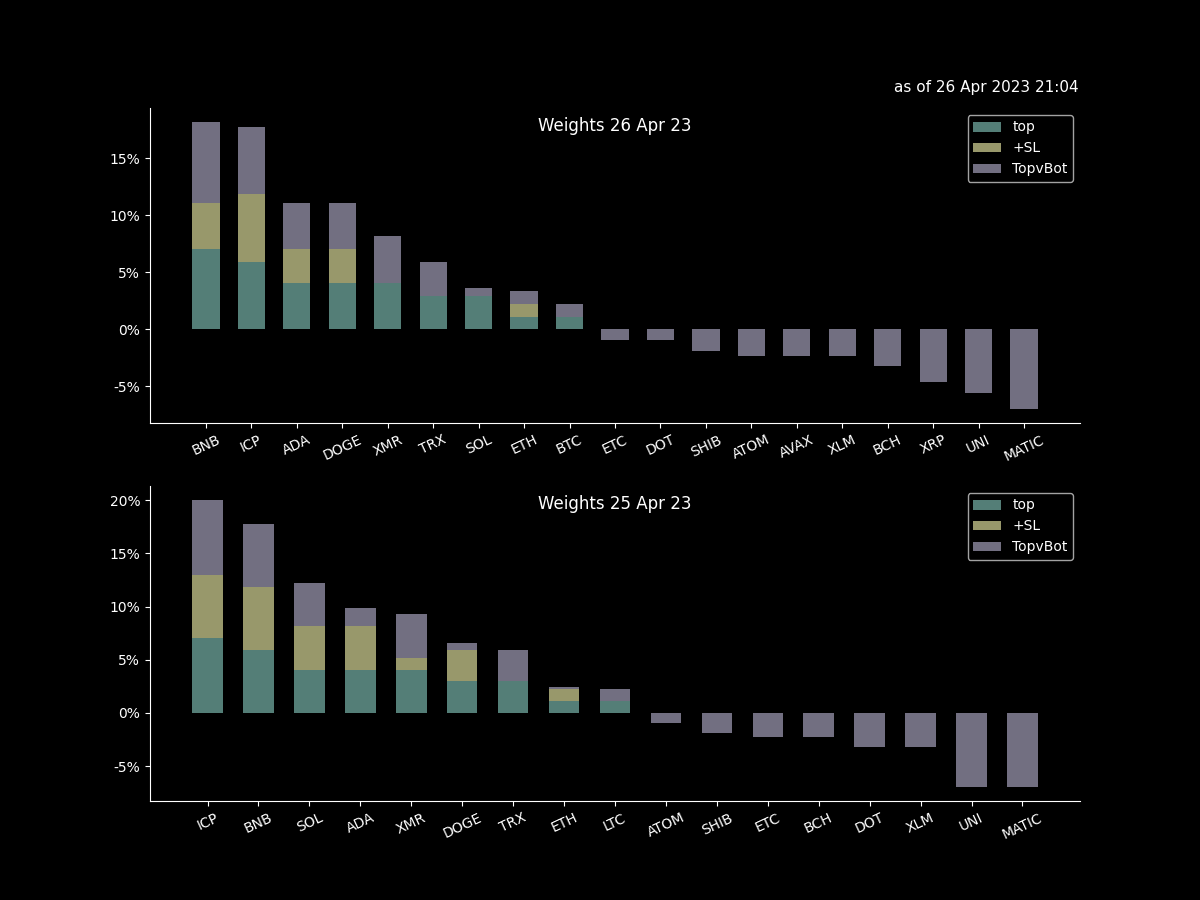 as of 26 Apr 2023 21:04
Weights 26 Apr 23
top
+SL
TopvBot
15%
10%
5%
0%
-5%
BNB ICP ADA DOGE XMR TRX SOL ETH BTC ETC DOT SHIB ATOM AVAX XLM BCH XRP UNI MATIC
Weights 25 Apr 23
top
+SL
TopvBot
20%
15%
10%
5%
0%
-5%
ICP BNB SOL ADA XMR DOGE TRX ETH LTC ATOM SHIB ETC BCH DOT XLM UNI MATIC